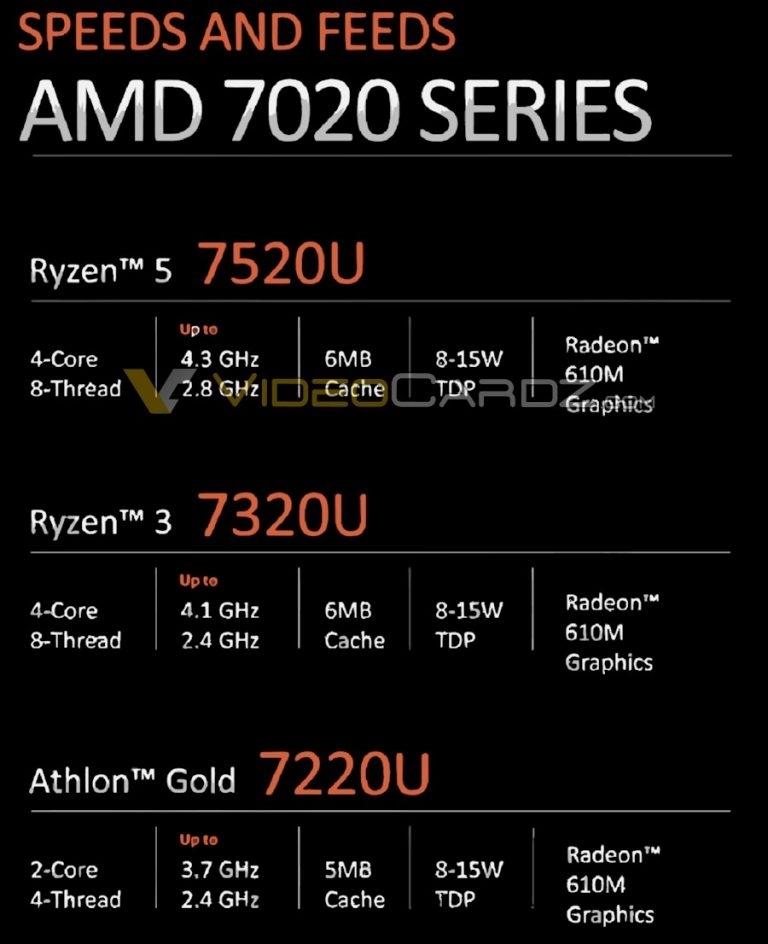 SPEEDS AND FEEDS
AMD 7020 SERIES
Ryzen™ 5 7520U
4-Core
8-Thread
Up to
4.3 GHz
2.8 GHz
6MB
Cache
8-15W
TDP
Radeon™
610M
Graphics
VIDEOCARDZ.COM
Ryzen™ 3 7320U
4-Core
8-Thread
Up to
4.1 GHz
2.4 GHz
6MB
Cache
8-15W
TDP
Radeon™
610M
Graphics
Athlon™ Gold 7220U
2-Core
4-Thread
Up to
3.7 GHz
2.4 GHz
5MB
Cache
8-15W
TDP
Radeon™
610M
Graphics